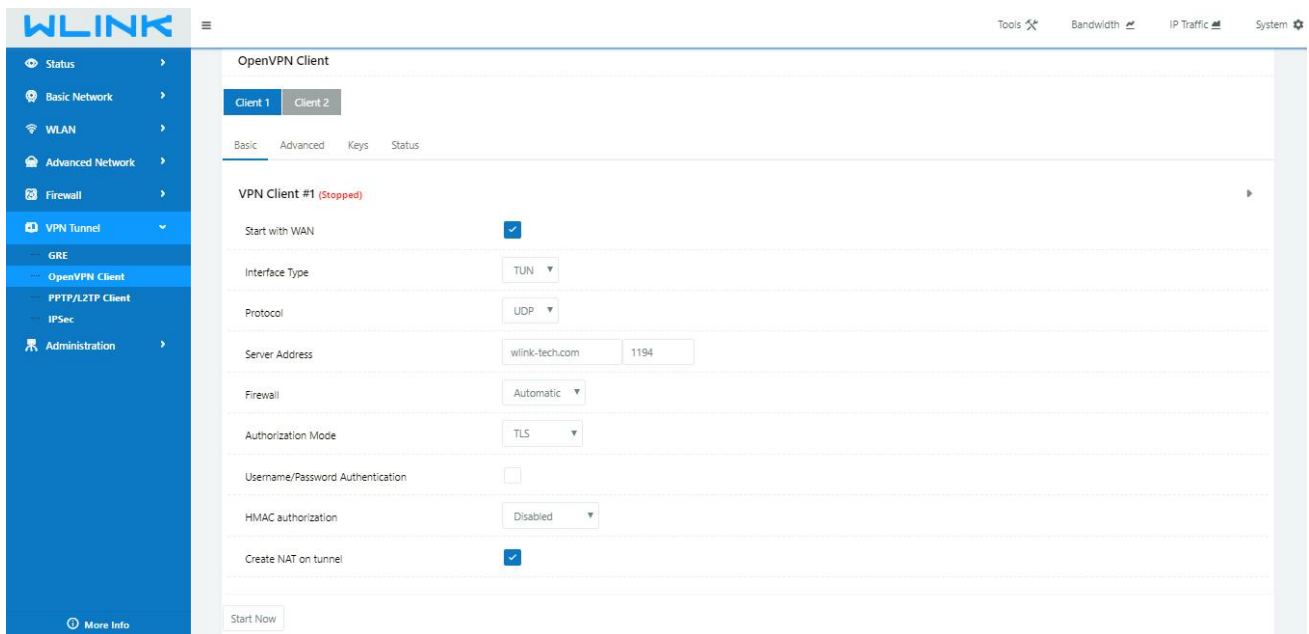 WLINK
Tools Bandwidth IP Traffic System
Status
Basic Network
WLAN
Advanced Network
Firewall
VPN Tunnel
GRE
OpenVPN Client
PPTP/L2TP Client
IPSec
Administration
More Info
OpenVPN Client
Client 1 Client 2
Basic Advanced Keys Status
VPN Client #1 (Stopped)
Start with WAN
Interface Type TUN
Protocol UDP
Server Address wlink-tech.com 1194
Firewall Automatic
Authorization Mode TLS
Username/Password Authentication
HMAC authorization Disabled
Create NAT on tunnel
Start Now